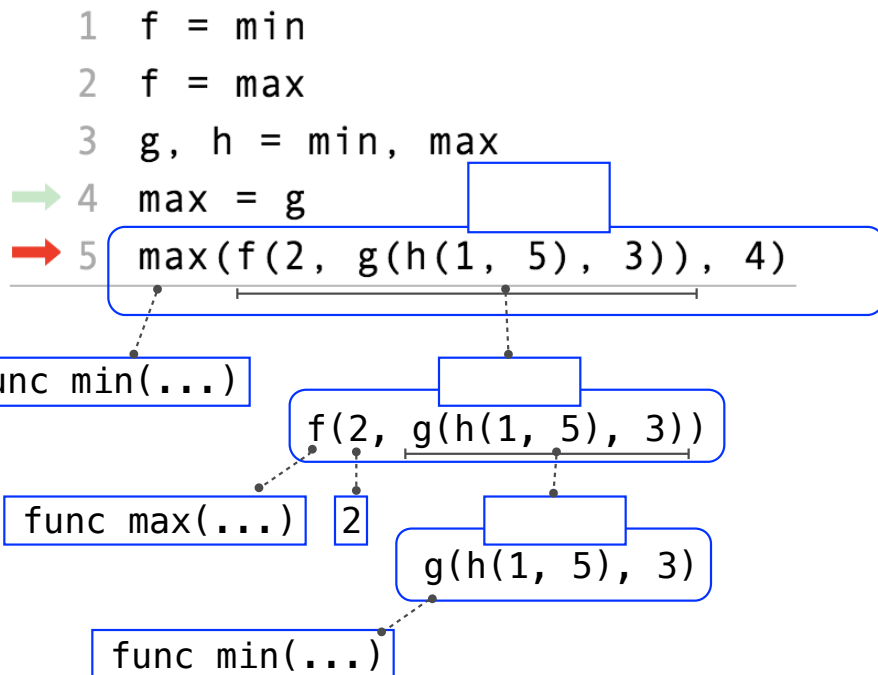 1 f = min
2 f = max
3 g, h = min, max
4 max = g
5 max(f(2, g(h(1, 5), 3)), 4)
unc min(...)
f(2, g(h(1, 5), 3))
func max(...) 2
g(h(1, 5), 3)
func min(...)